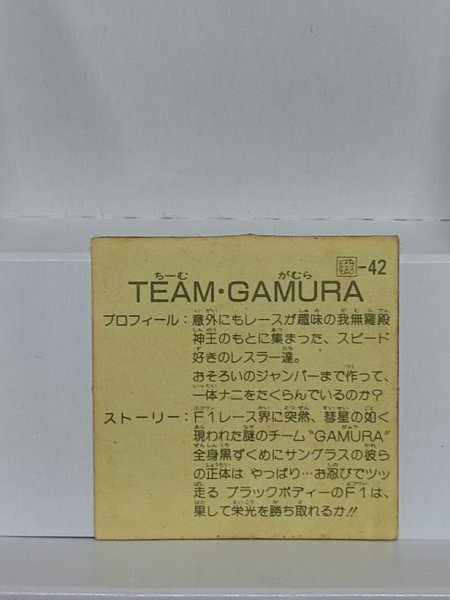 -42
ちーむ がむら
TEAM・GAMURA
プロフィール：意外にもレースが趣味の我無羅殿
神王のもとに集まった、スピード
好きのレスラー達。
おそろいのジャンパーまで作って、
一体ナニをたくらんでいるのか？
ストーリー：F1レース界に突然、彗星の如く
現われた謎のチーム“GAMURA”
全身黒ずくめにサングラスの彼ら
の正体は やっぱり…お忍びでツッ
走る ブラックボディーのF1は、
果して栄光を勝ち取れるか!!